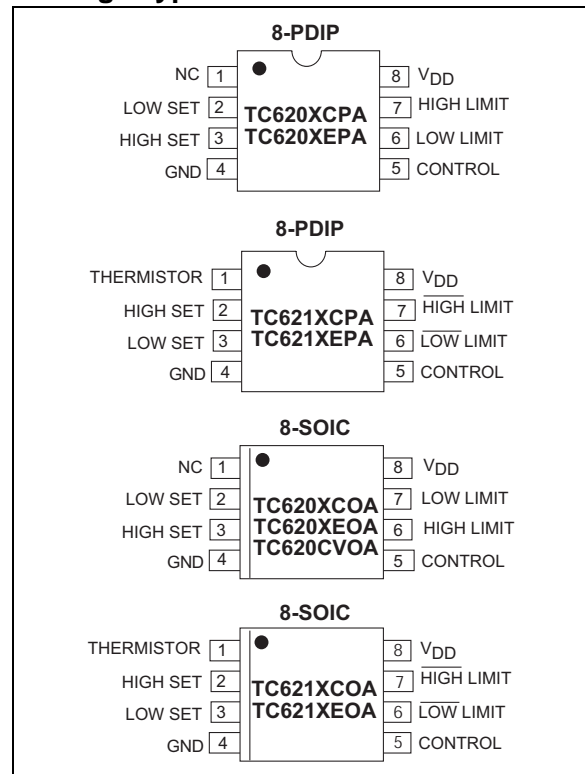 8-PDIP
NC 1 8 VDD
LOW SET 2 TC620XCPA 7 HIGH LIMIT
HIGH SET 3 TC620XEPA 6 LOW LIMIT
GND 4 5 CONTROL
8-PDIP
THERMISTOR 1 8 VDD
HIGH SET 2 TC621XCPA 7 HIGH LIMIT
LOW SET 3 TC621XEPA 6 LOW LIMIT
GND 4 5 CONTROL
8-SOIC
NC 1 8 VDD
LOW SET 2 TC620XCOA 7 LOW LIMIT
HIGH SET 3 TC620XEOA 6 HIGH LIMIT
TC620CVOA
GND 4 5 CONTROL
8-SOIC
THERMISTOR 1 8 VDD
HIGH SET 2 TC621XCOA 7 HIGH LIMIT
LOW SET 3 TC621XEOA 6 LOW LIMIT
GND 4 5 CONTROL